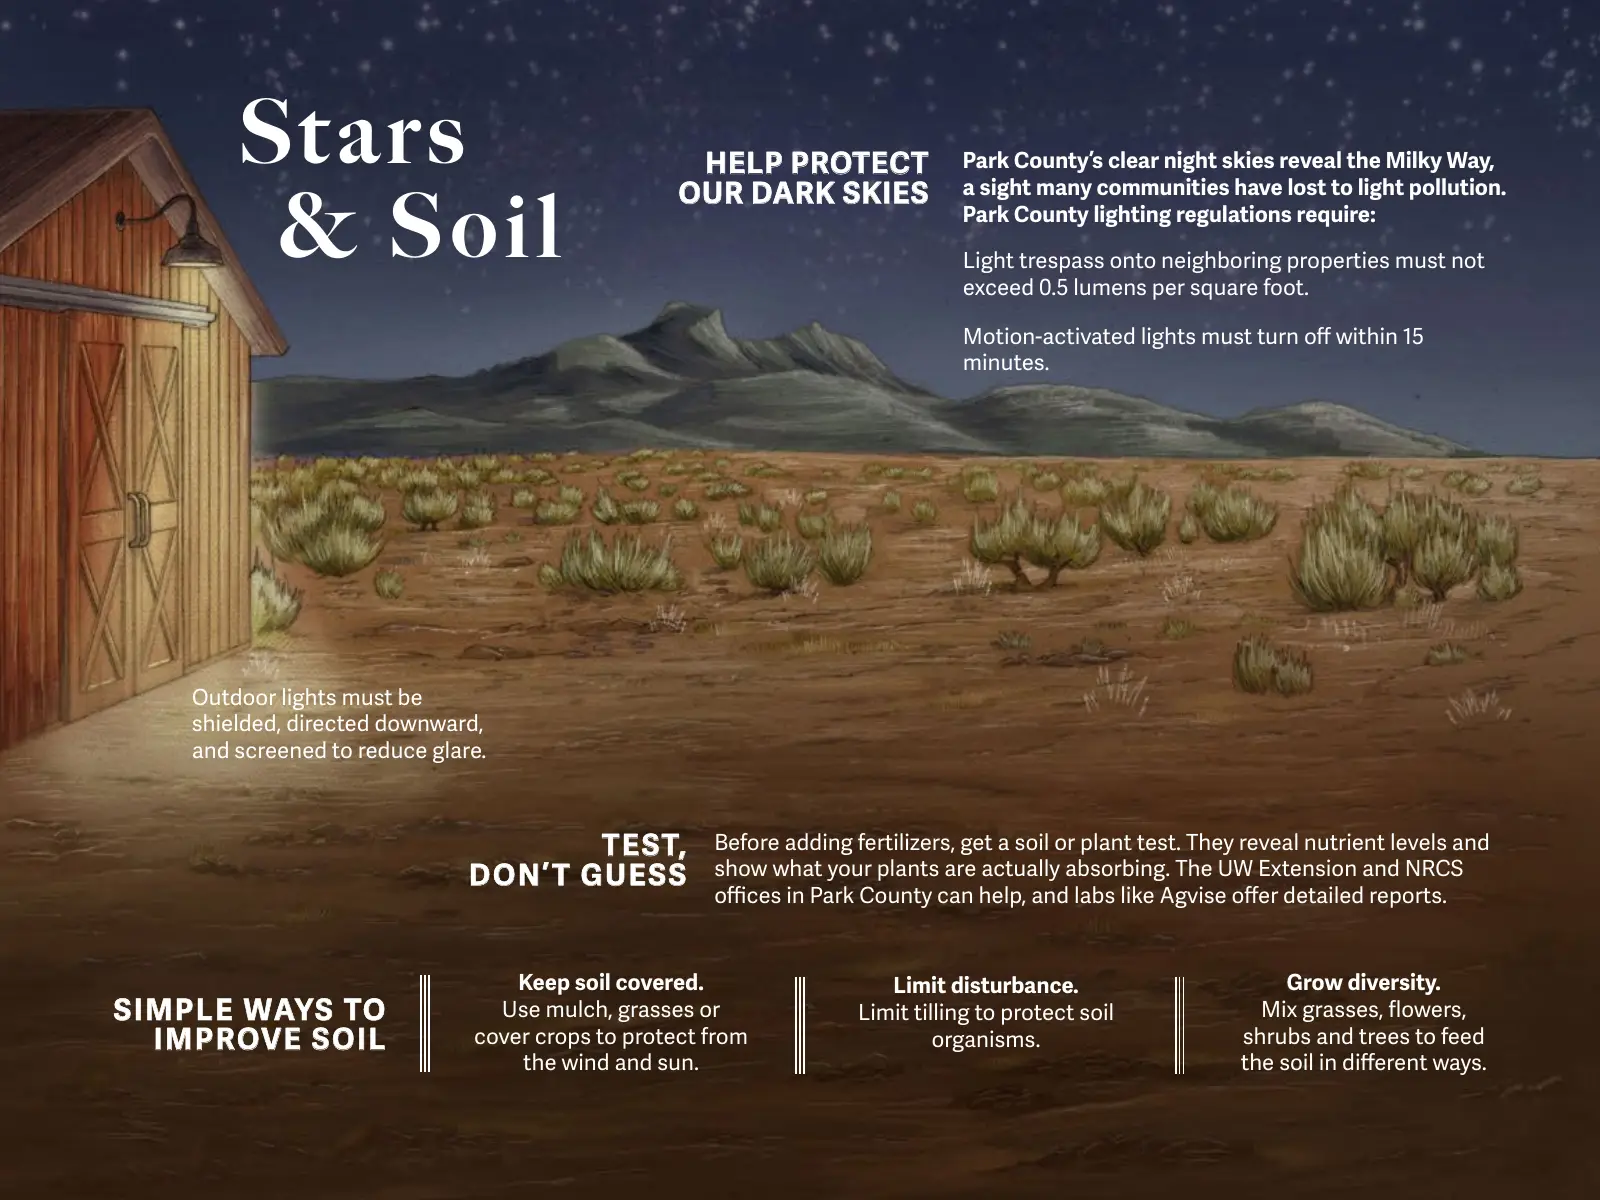 Stars
& Soil
HELP PROTECT
OUR DARK SKIES
Park County’s clear night skies reveal the Milky Way,
a sight many communities have lost to light pollution.
Park County lighting regulations require:
Light trespass onto neighboring properties must not
exceed 0.5 lumens per square foot.
Motion-activated lights must turn off within 15
minutes.
Outdoor lights must be
shielded, directed downward,
and screened to reduce glare.
TEST,
DON’T GUESS
Before adding fertilizers, get a soil or plant test. They reveal nutrient levels and
show what your plants are actually absorbing. The UW Extension and NRCS
offices in Park County can help, and labs like Agvise offer detailed reports.
SIMPLE WAYS TO
IMPROVE SOIL
Keep soil covered.
Use mulch, grasses or
cover crops to protect from
the wind and sun.
Limit disturbance.
Limit tilling to protect soil
organisms.
Grow diversity.
Mix grasses, flowers,
shrubs and trees to feed
the soil in different ways.